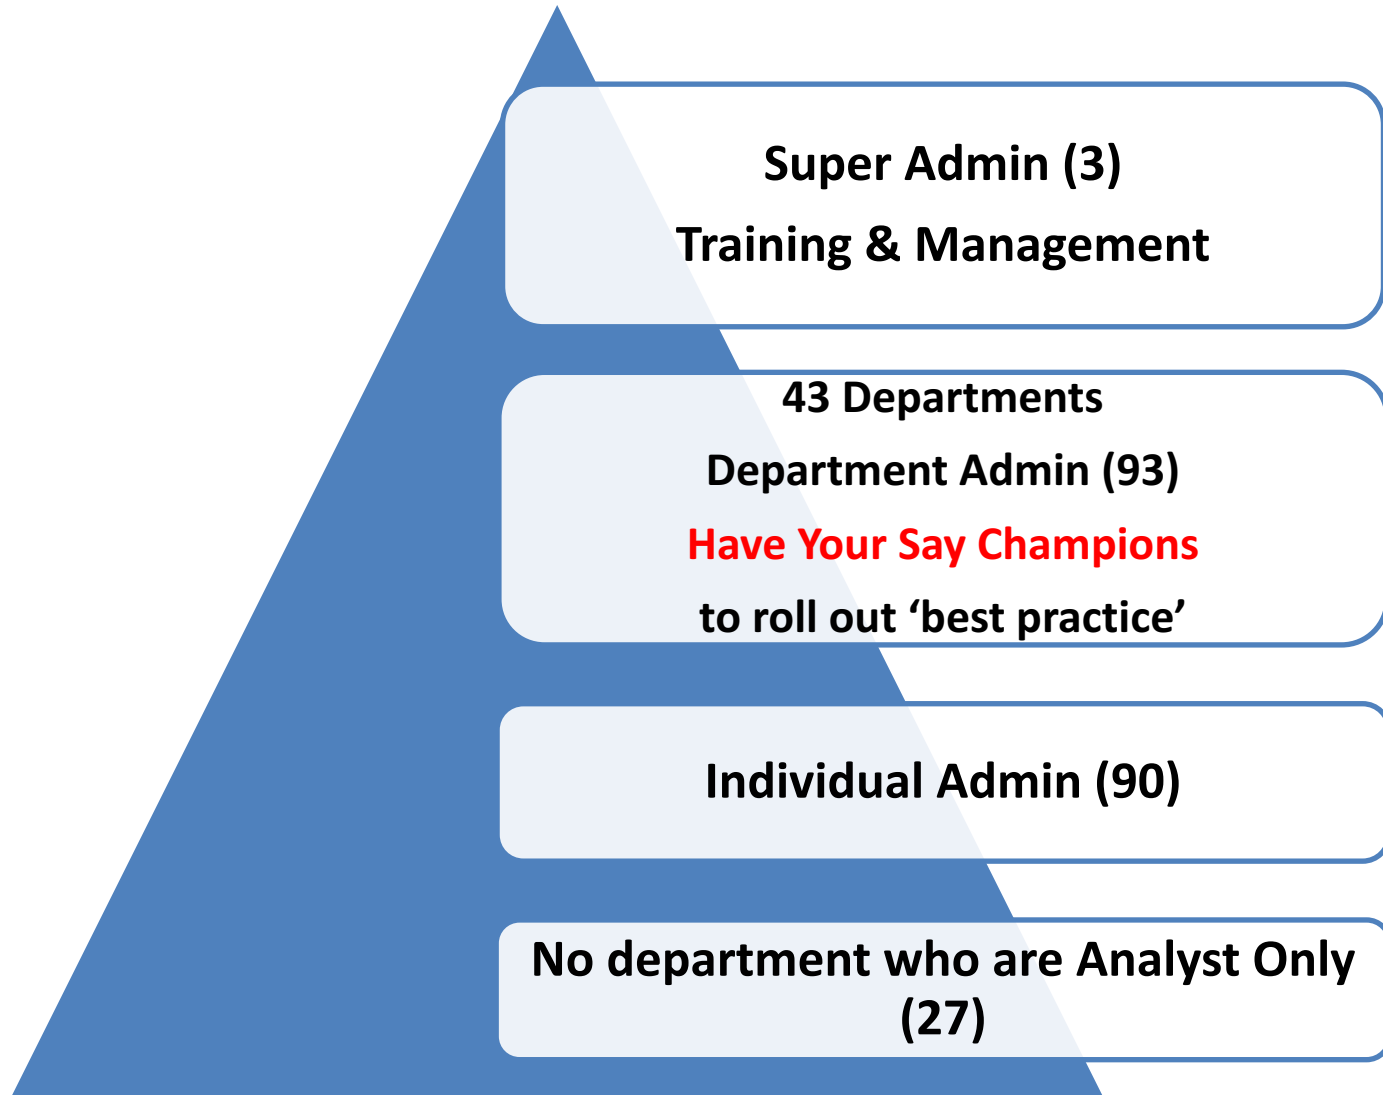 Super Admin (3)
Training & Management
43 Departments
Department Admin (93)
Have Your Say Champions
to roll out ‘best practice’
Individual Admin (90)
No department who are Analyst Only
(27)